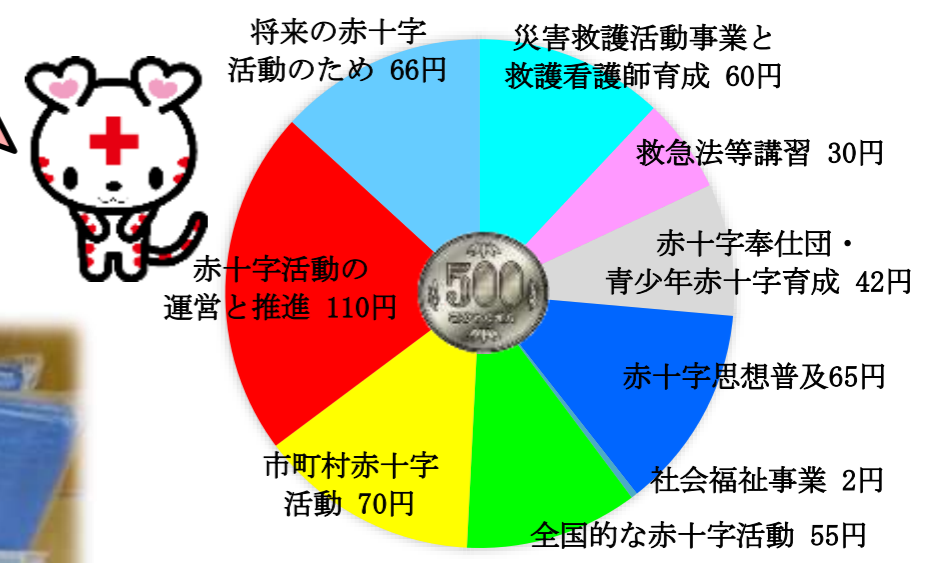 将来の赤十字
活動のため 66円
災害救護活動事業と
救護看護師育成 60円
救急法等講習 30円
赤十字奉仕団・
青少年赤十字育成 42円
赤十字思想普及65円
社会福祉事業 2円
全国的な赤十字活動 55円
市町村赤十字
活動 70円
赤十字活動の
運営と推進 110円
500